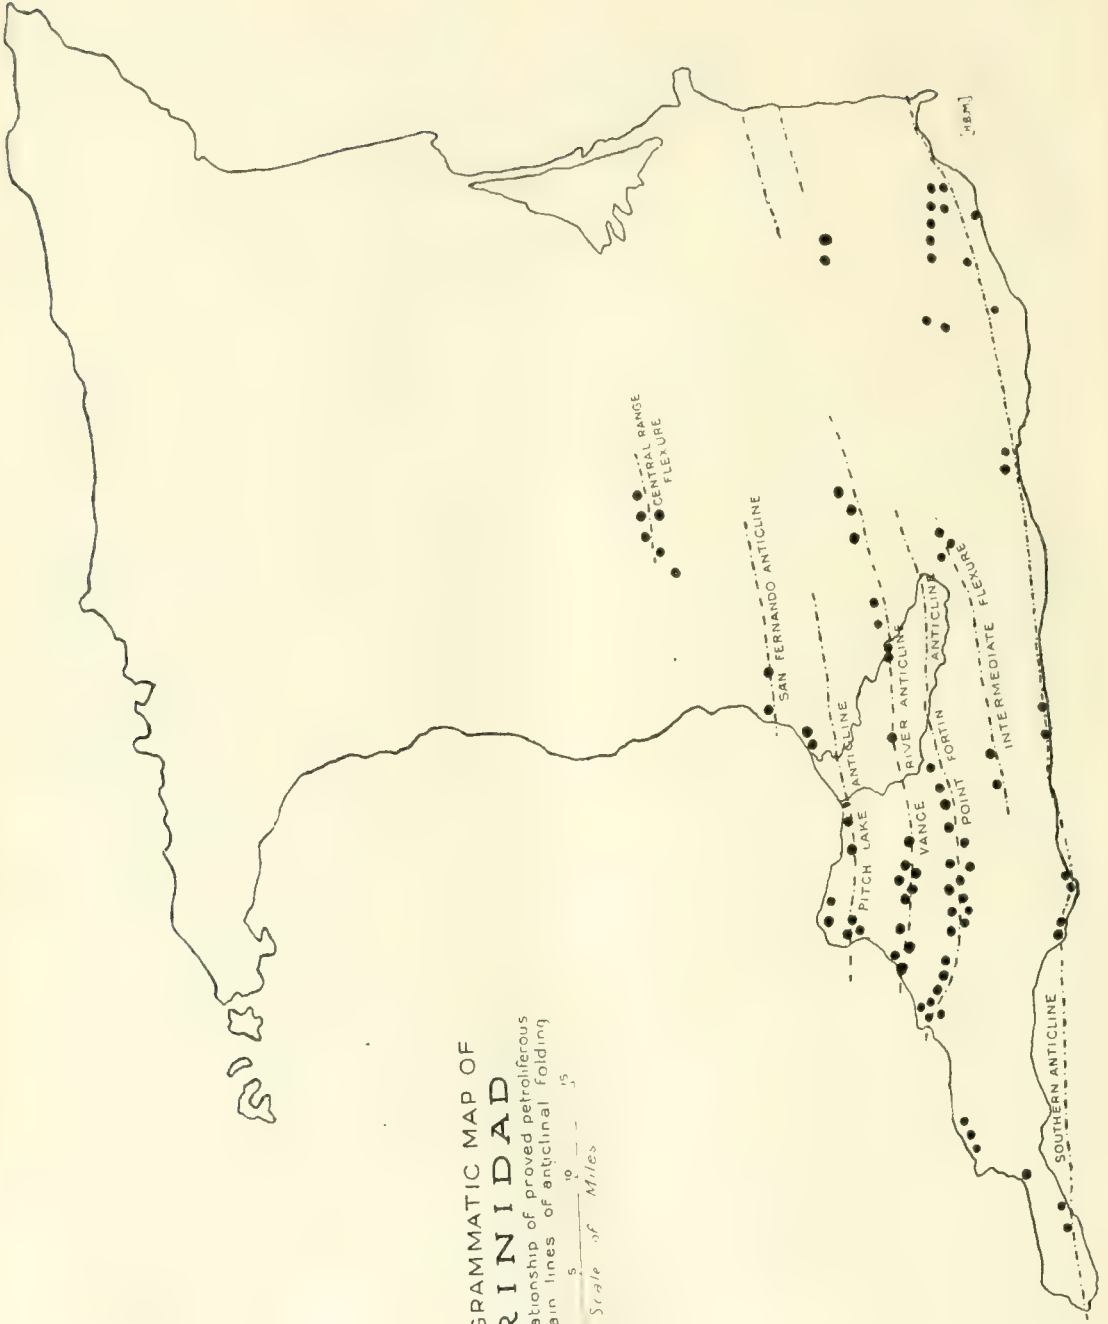 GRAMMATIC MAP OF
RINIDAD
ationship of proved petroliferous
ain lines of anticlinal folding
5 10 15
Scale of Miles
CENTRAL RANGE
FLEXURE
SAN FERNANDO ANTICLINE
PITCH LAKE ANTICLINE
VANCE RIVER ANTICLINE
POINT FORTIN ANTICLINE
INTERMEDIATE FLEXURE
SOUTHERN ANTICLINE
[H.B.M.]